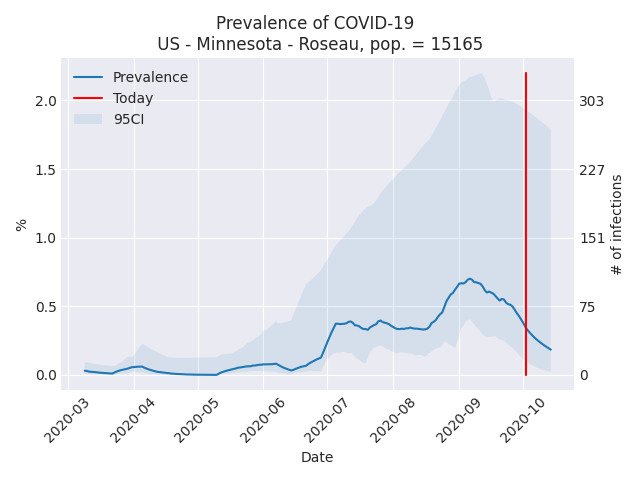 Prevalence of COVID-19
US - Minnesota - Roseau, pop. = 15165
Prevalence
Today
95CI
2.0
1.5
1.0
0.5
0.0
%
303
227
151
75
0
# of infections
2020-03
2020-04
2020-05
2020-06
2020-07
2020-08
2020-09
2020-10
Date